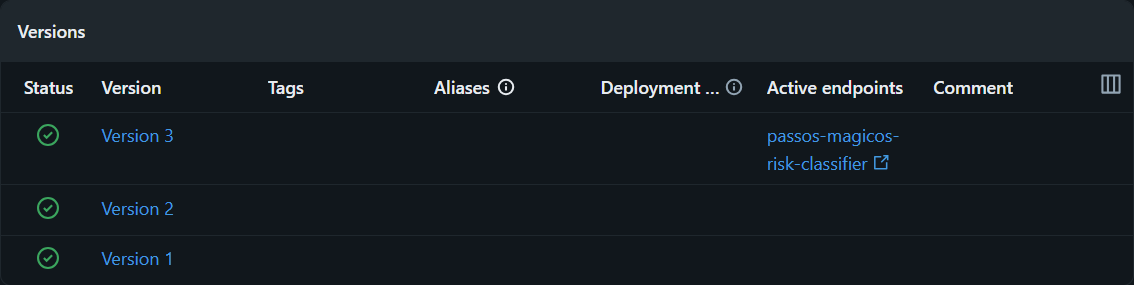 Versions
Status Version Tags Aliases Deployment ... Active endpoints Comment
Version 3 passos-magicos-
risk-classifier
Version 2
Version 1